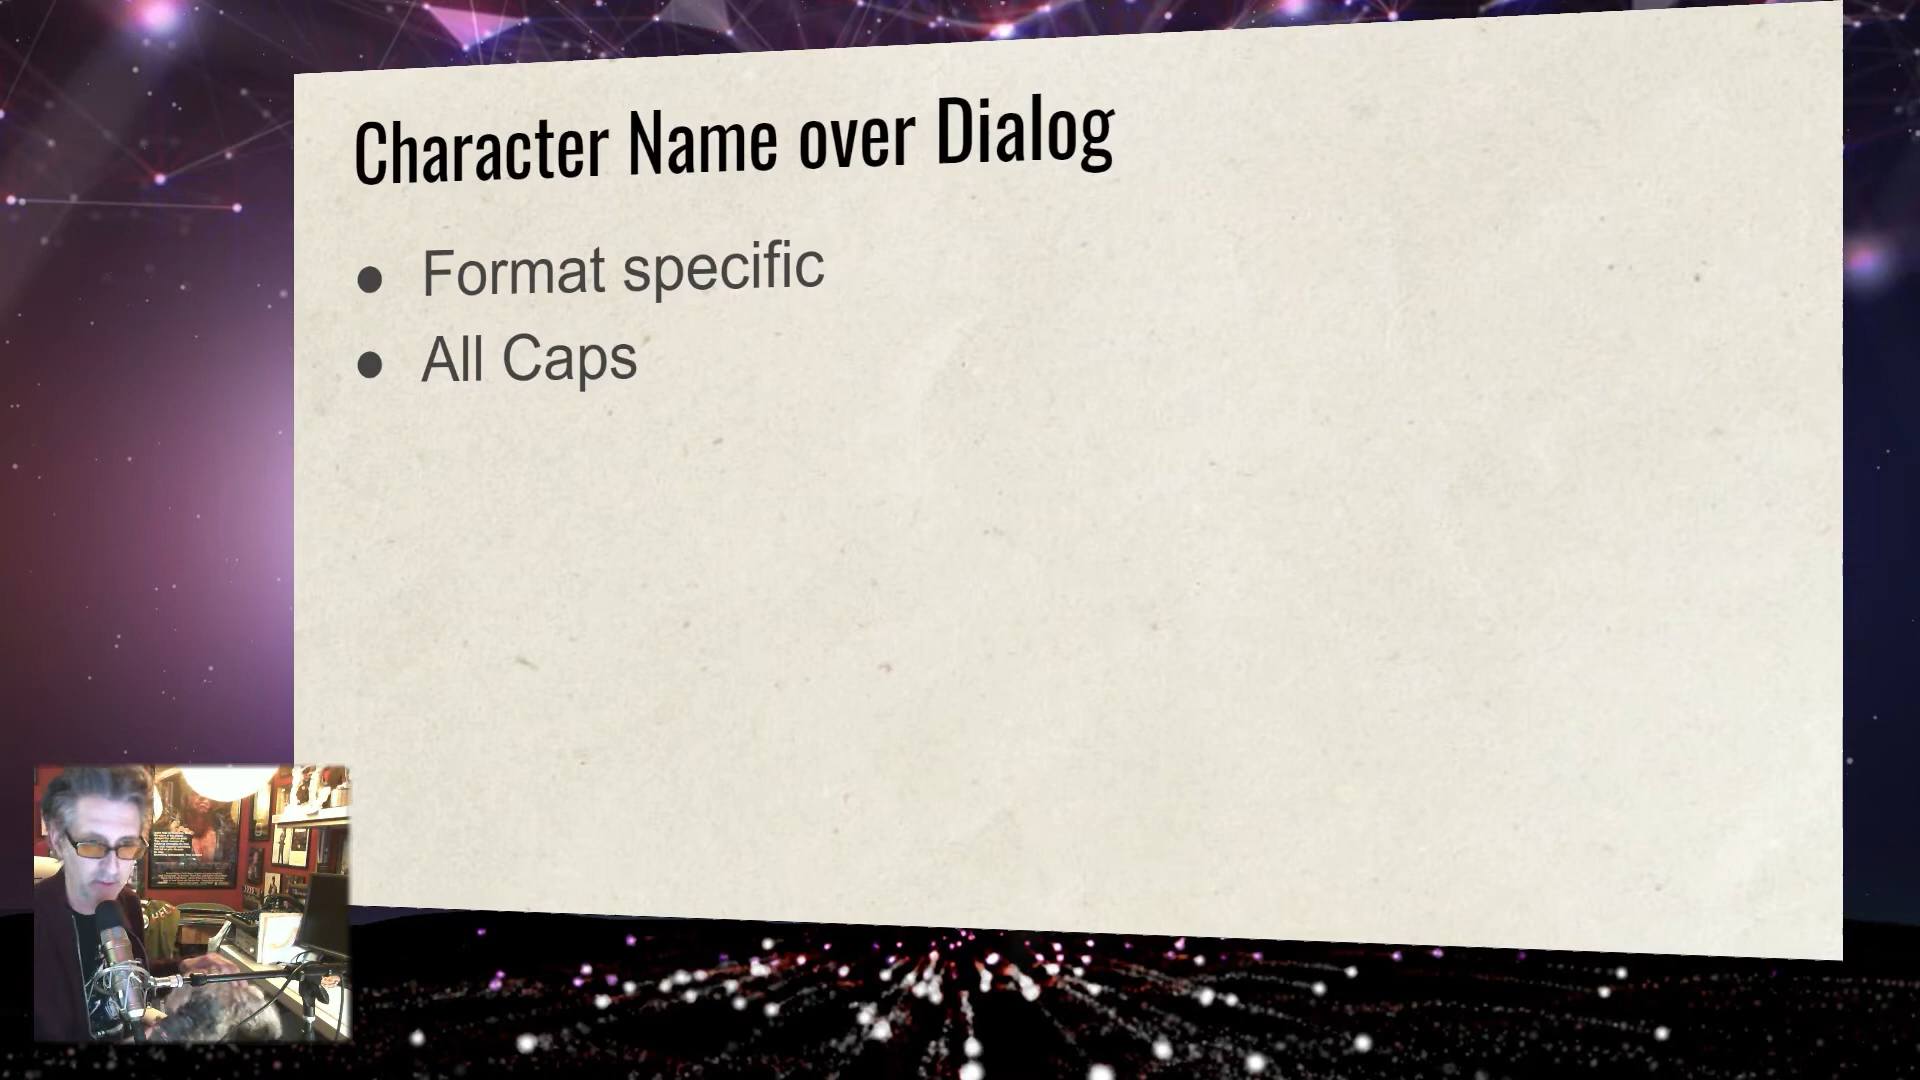 Character Name over Dialog
● Format specific
● All Caps